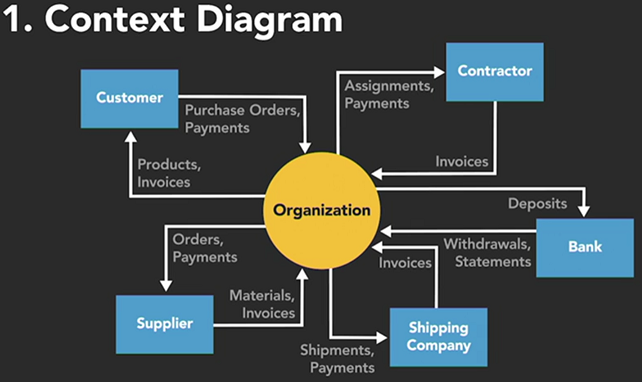 1. Context Diagram
Customer
Purchase Orders,
Payments
Assignments,
Payments
Contractor
Products,
Invoices
Invoices
Organization
Deposits
Orders,
Payments
Withdrawals,
Statements
Bank
Invoices
Materials,
Invoices
Supplier
Shipping
Company
Shipments,
Payments